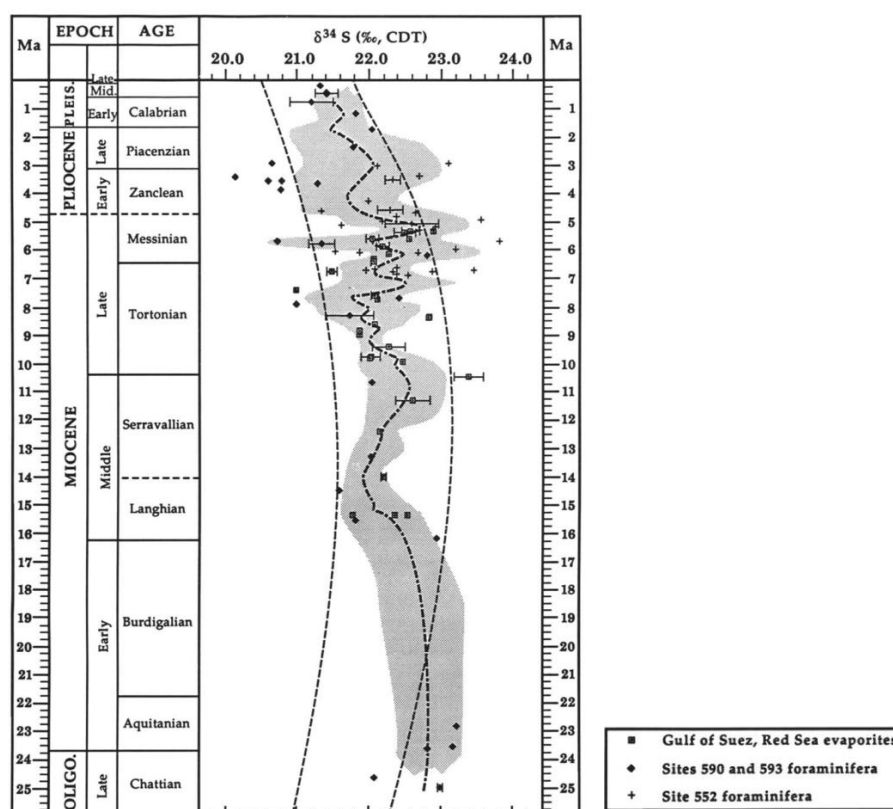 EPOCH AGE
Ma
δ³⁴ S (‰, CDT)
20.0 21.0 22.0 23.0 24.0
Ma
PLEIS.
Late
Mid.
Early
Calabrian
PLIOCENE
Late
Piacenzian
Early
Zanclean
MIOCENE
Late
Messinian
Tortonian
Middle
Serravallian
Langhian
Early
Burdigalian
Aquitanian
OLIGO.
Late
Chattian
1 1
2 2
3 3
4 4
5 5
6 6
7 7
8 8
9 9
10 10
11 11
12 12
13 13
14 14
15 15
16 16
17 17
18 18
19 19
20 20
21 21
22 22
23 23
24 24
25 25
Gulf of Suez, Red Sea evaporites
Sites 590 and 593 foraminifera
Site 552 foraminifera